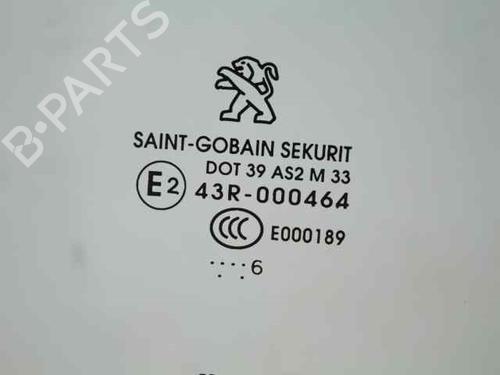 B-PARTS
SAINT-GOBAIN SEKURIT
DOT 39 AS2 M 33
E2 43R-000464
CCC E000189
....6